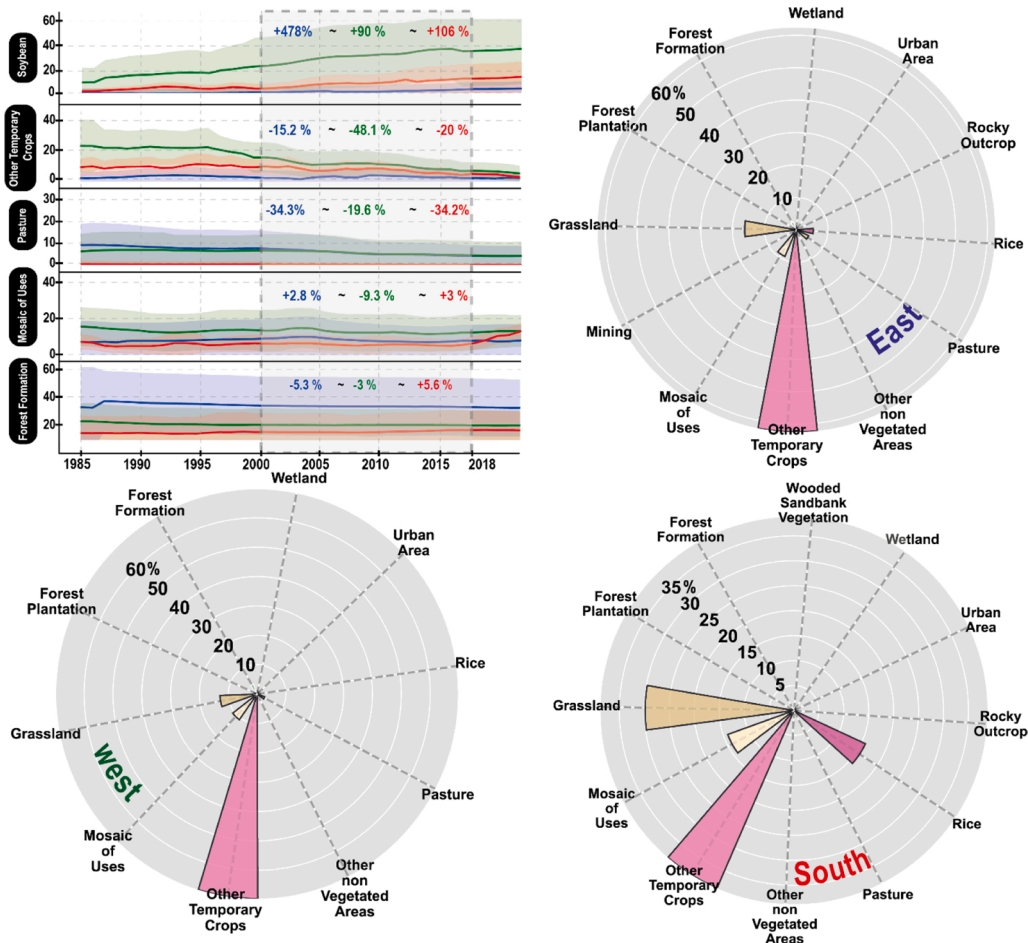 Soybean
60
40
20
0
+478% ~ +90 % ~ +106 %
Other Temporary
Crops
40
20
0
-15.2 % ~ -48.1 % ~ -20 %
Pasture
30
20
10
0
-34.3% ~ -19.6 % ~ -34.2%
Mosaic of Uses
40
20
0
+2.8 % ~ -9.3 % ~ +3 %
Forest Formation
60
40
20
-5.3 % ~ -3 % ~ +5.6 %
1985 1990 1995 2000 2005 2010 2015 2018
Wetland
Forest
Formation
Urban
Area
Forest
Plantation
60%
50
40
30
20
10
Rocky
Outcrop
Grassland
Rice
Mining
East
Pasture
Mosaic
of
Uses
Other
Temporary
Crops
Other
non
Vegetated
Areas
Wetland
Forest
Formation
Urban
Area
60%
50
40
30
20
10
Forest
Plantation
Rice
Grassland
west
Pasture
Mosaic
of
Uses
Other
Temporary
Crops
Other
non
Vegetated
Areas
Wooded
Sandbank
Vegetation
Forest
Formation
Wetland
35%
30
25
20
15
10
5
Forest
Plantation
Urban
Area
Grassland
Rocky
Outcrop
Mosaic
of
Uses
Rice
South
Other
Temporary
Crops
Other
non
Vegetated
Areas
Pasture